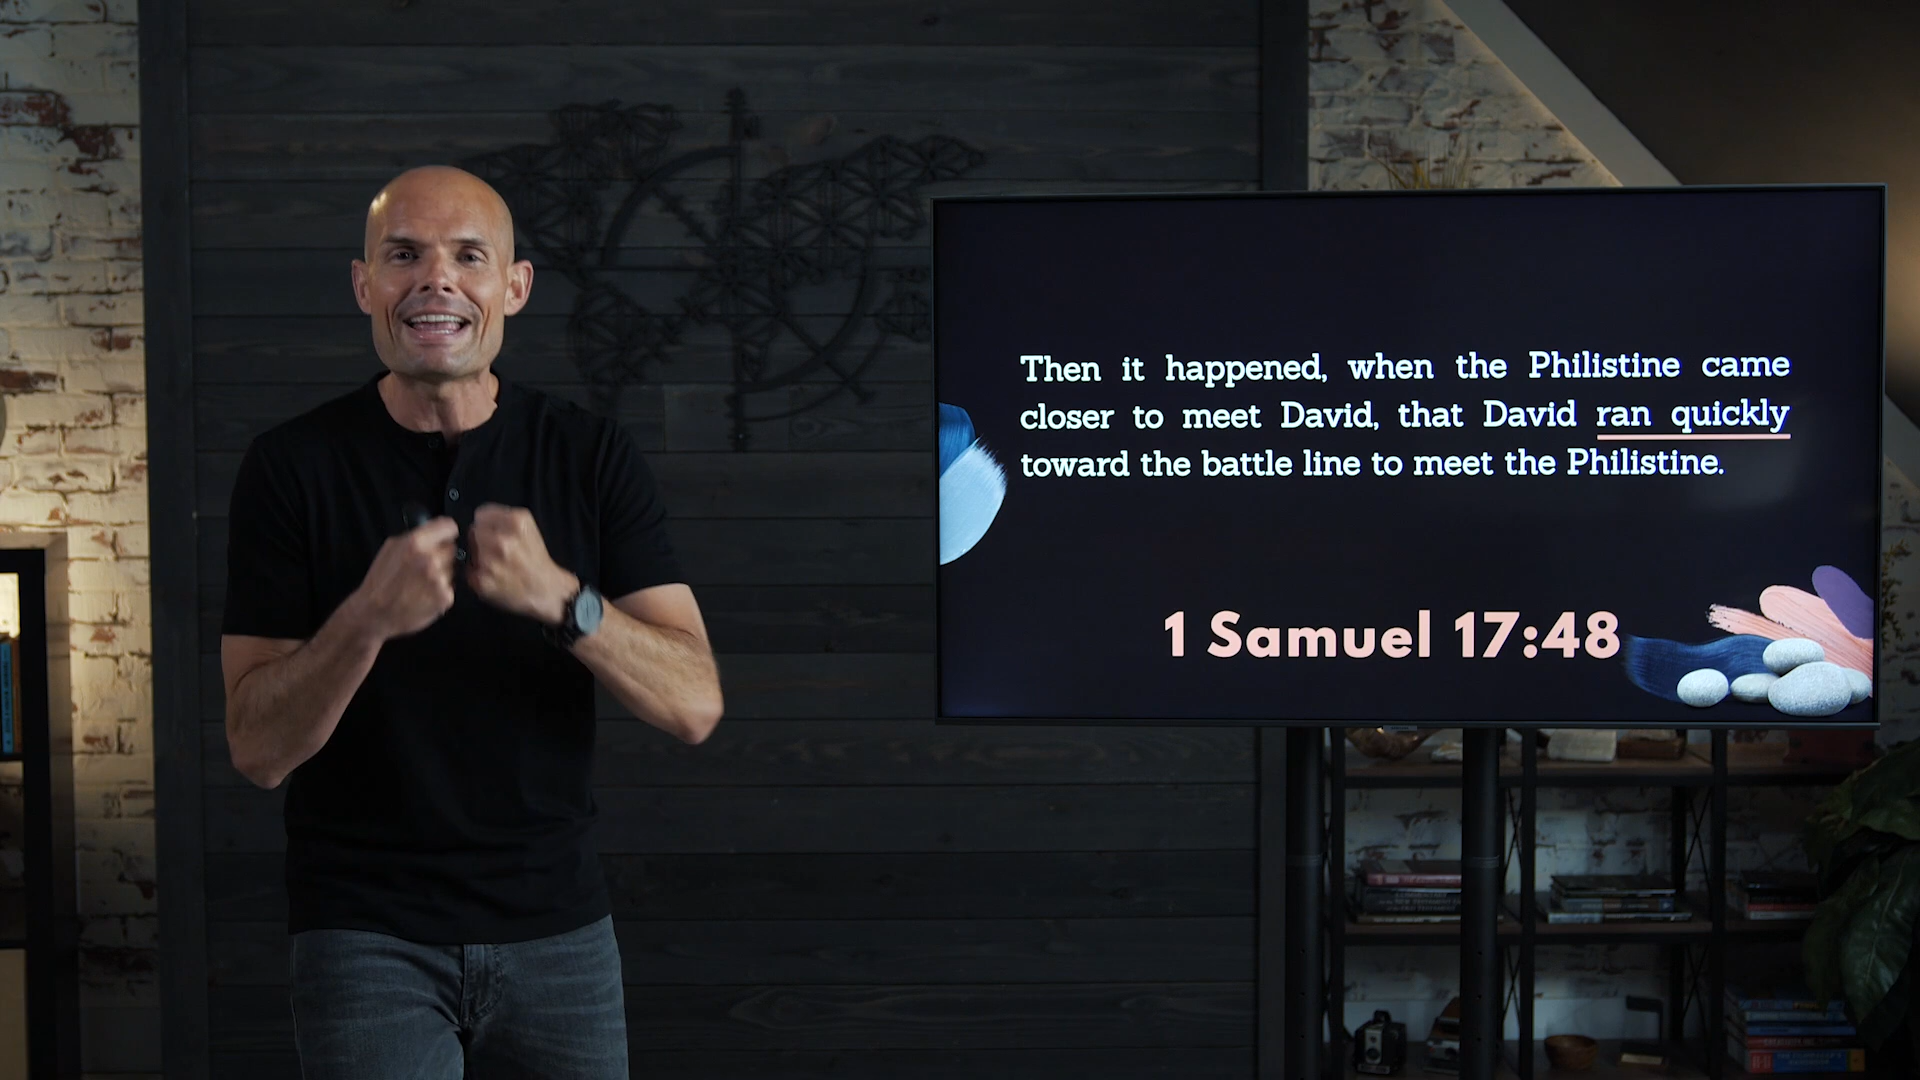 Then it happened, when the Philistine came
closer to meet David, that David ran quickly
toward the battle line to meet the Philistine.
1 Samuel 17:48